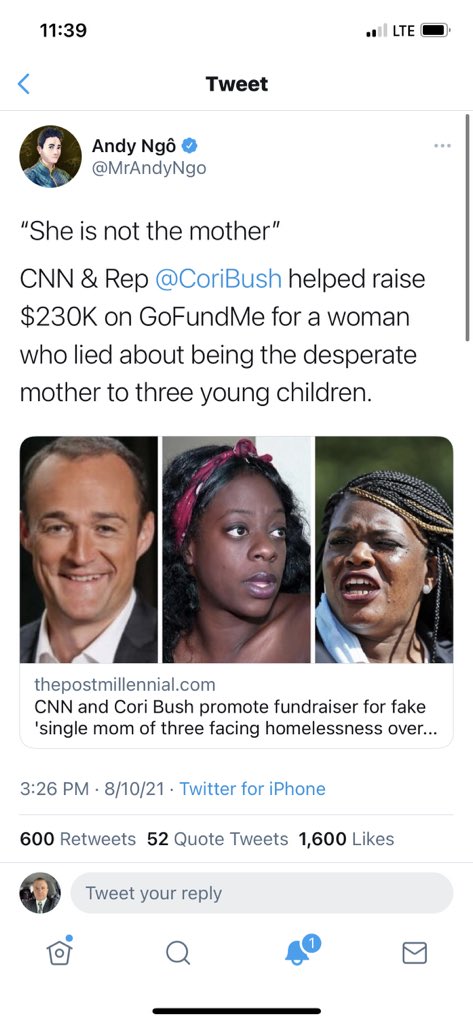 11:39
LTE
Tweet
Andy Ngô
@MrAndyNgo
“She is not the mother”
CNN & Rep @CoriBush helped raise
$230K on GoFundMe for a woman
who lied about being the desperate
mother to three young children.
thepostmillennial.com
CNN and Cori Bush promote fundraiser for fake
'single mom of three facing homelessness over...
3:26 PM · 8/10/21 · Twitter for iPhone
600 Retweets 52 Quote Tweets 1,600 Likes
Tweet your reply
1